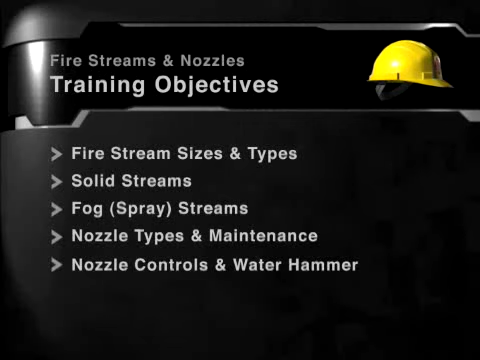 Fire Streams & Nozzles
Training Objectives
Fire Stream Sizes & Types
Solid Streams
Fog (Spray) Streams
Nozzle Types & Maintenance
Nozzle Controls & Water Hammer